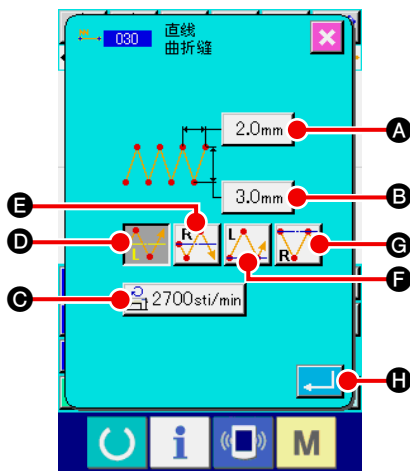 030 直线
曲折缝
2.0mm A
3.0mm B
E
D L R L R G
F
C 2700sti/min
H
i M